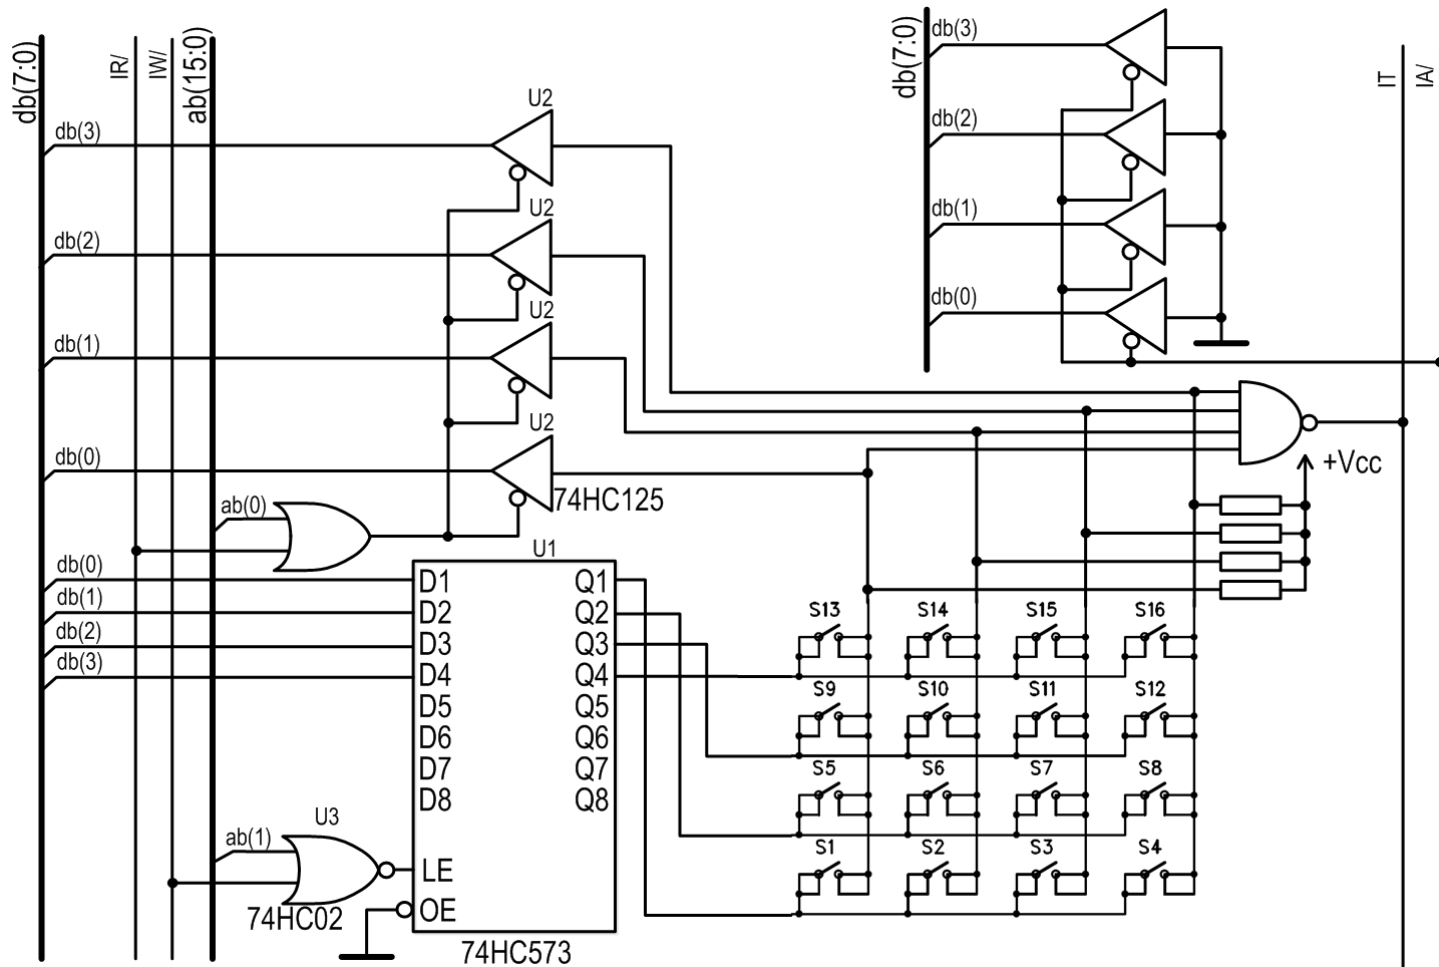 db(7:0)
IR/
IW/
ab(15:0)
db(7:0)
db(3)
db(2)
db(1)
db(0)
IT
IA/
U2
db(3)
U2
db(2)
U2
db(1)
U2
db(0)
74HC125
+Vcc
ab(0)
U1
db(0)
D1
Q1
db(1)
D2
Q2
S13
S14
S15
S16
db(2)
D3
Q3
db(3)
D4
Q4
D5
Q5
S9
S10
S11
S12
D6
Q6
D7
Q7
S5
S6
S7
S8
D8
Q8
U3
ab(1)
S1
S2
S3
S4
LE
74HC02
OE
74HC573